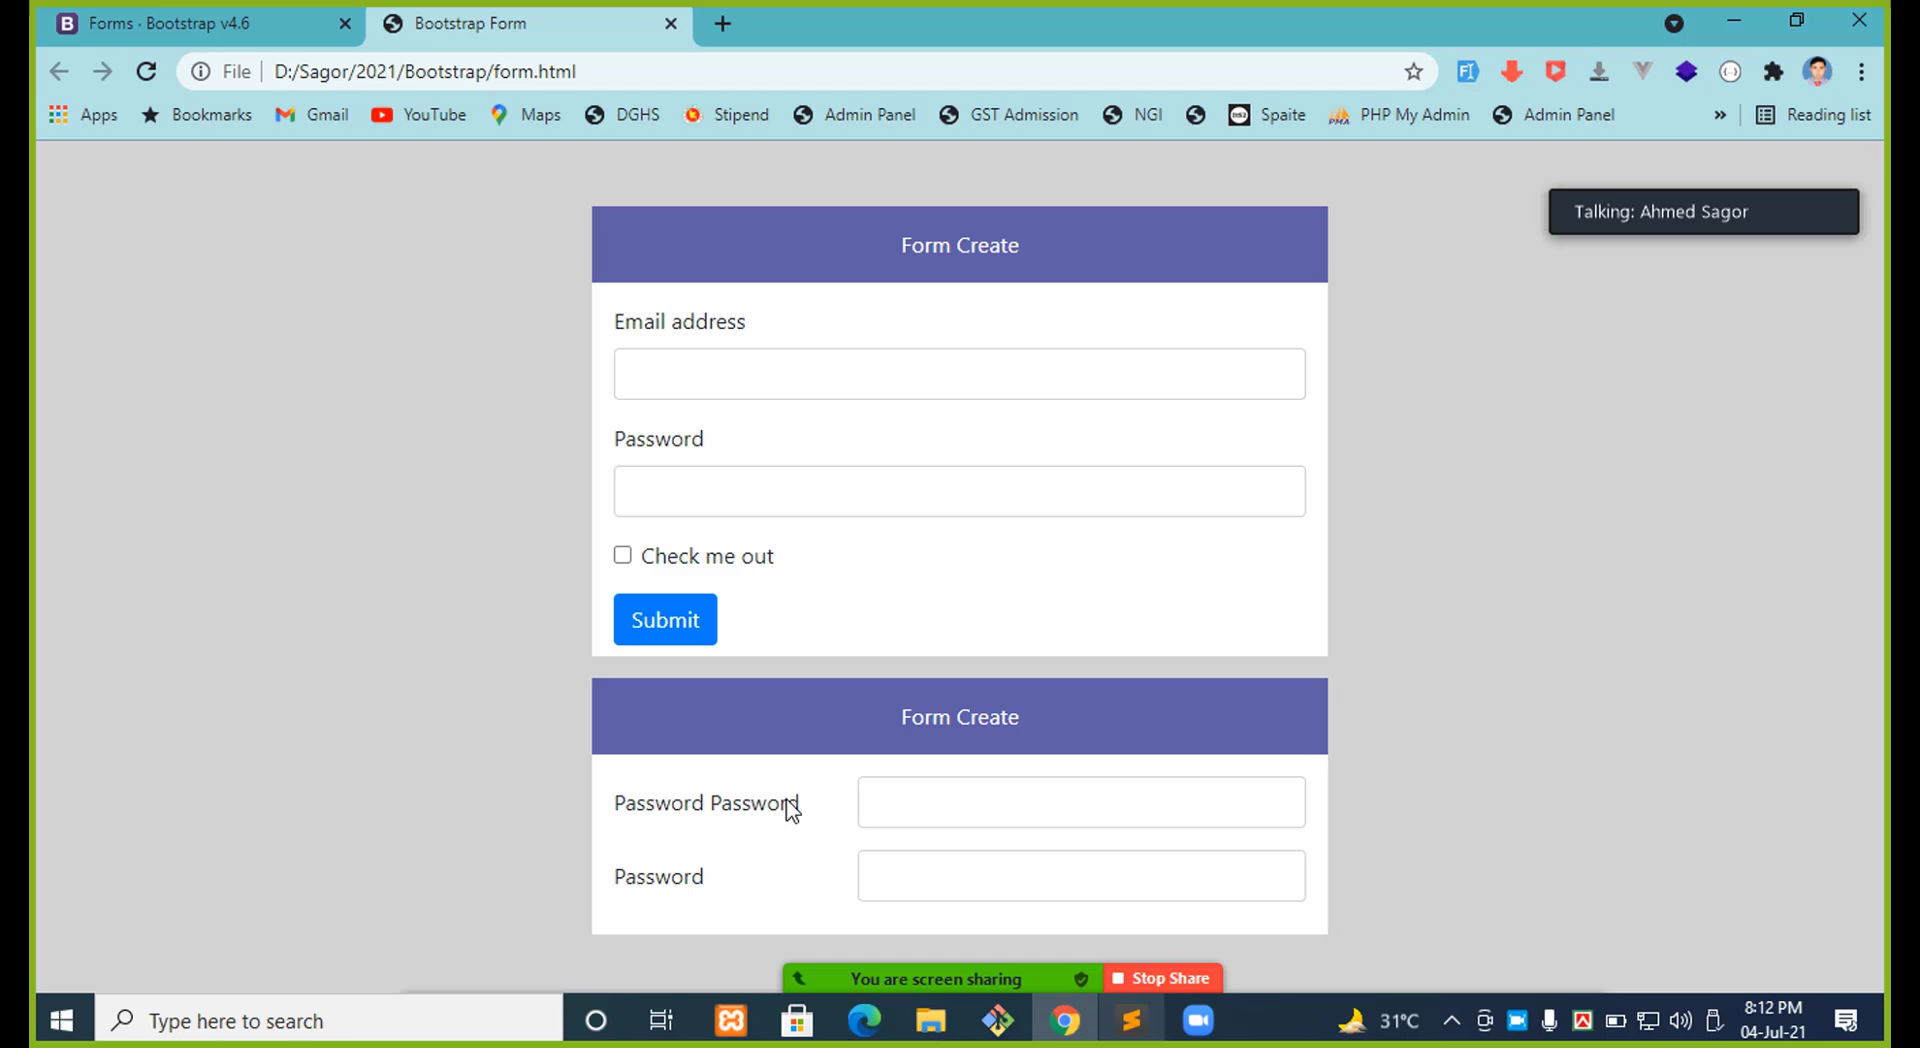 Forms · Bootstrap v4.6
Bootstrap Form
File D:/Sagor/2021/Bootstrap/form.html
Apps Bookmarks Gmail YouTube Maps DGHS Stipend Admin Panel GST Admission NGI Spaite PHP My Admin Admin Panel » Reading list
Talking: Ahmed Sagor
Form Create
Email address
Password
Check me out
Submit
Form Create
Password Password
Password
You are screen sharing
Stop Share
Type here to search
31°C
8:12 PM
04-Jul-21